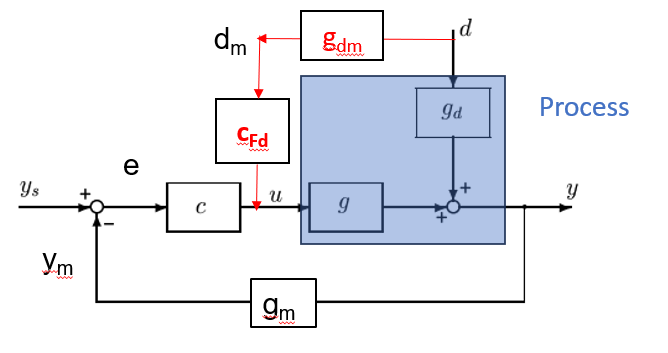 d
dm
gdm
gd
Process
cFd
e
ys
+
c
u
g
+
+
y
−
ym
gm